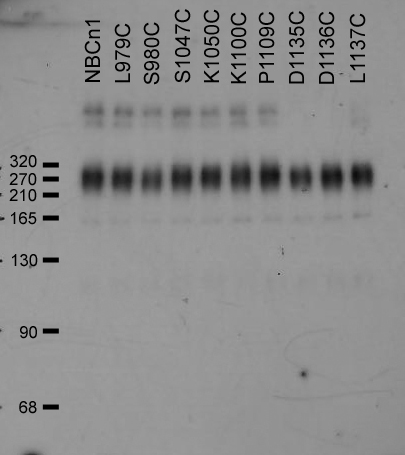 NBCn1
L979C
S980C
S1047C
K1050C
K1100C
P1109C
D1135C
D1136C
L1137C
320
270
210
165
130
90
68